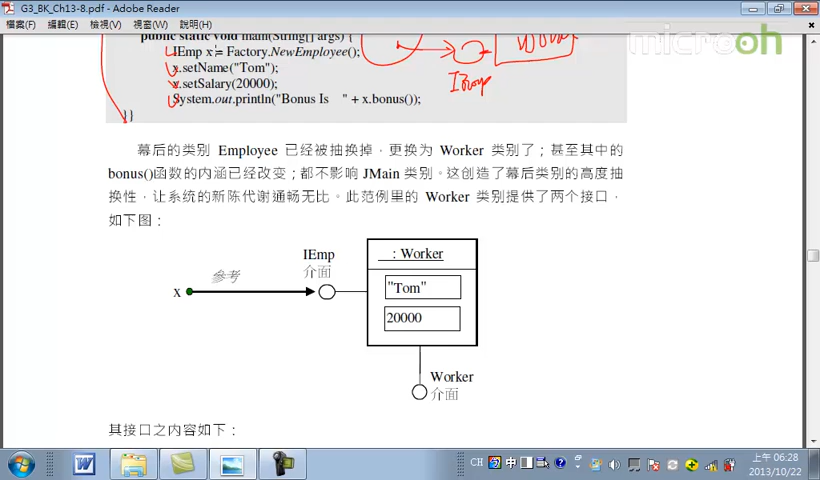 G3_BK_Ch13-8.pdf - Adobe Reader
檔案(F) 編輯(E) 檢視(V) 視窗(W) 說明(H)
public static void main(String[] args) {
IEmp x = Factory.NewEmployee();
x.setName("Tom");
x.setSalary(20000);
System.out.println("Bonus Is " + x.bonus());
}}
IEmp
microoh
幕后的类别 Employee 已经被抽换掉，更换为 Worker 类别了；甚至其中的
bonus()函数的内涵已经改变；都不影响 JMain 类别。这创造了幕后类别的高度抽
换性，让系统的新陈代谢通畅无比。此范例里的 Worker 类别提供了两个接口，
如下图：
IEmp
介面
: Worker
參考
x
"Tom"
20000
Worker
介面
其接口之内容如下：
CH 中
上午 06:28
2013/10/22